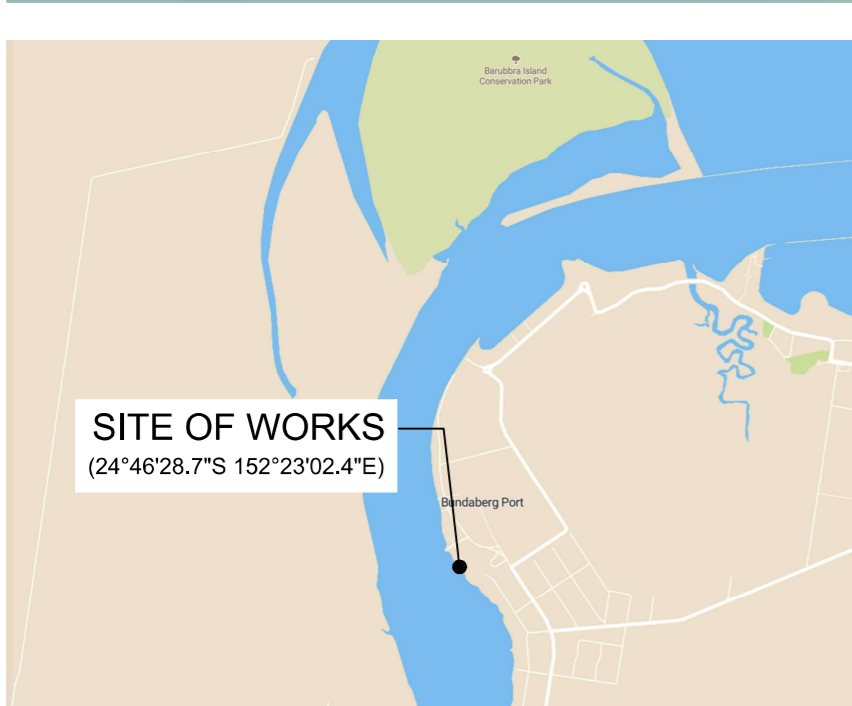 Barubbra Island
Conservation Park
SITE OF WORKS
(24°46'28.7"S 152°23'02.4"E)
Bundaberg Port